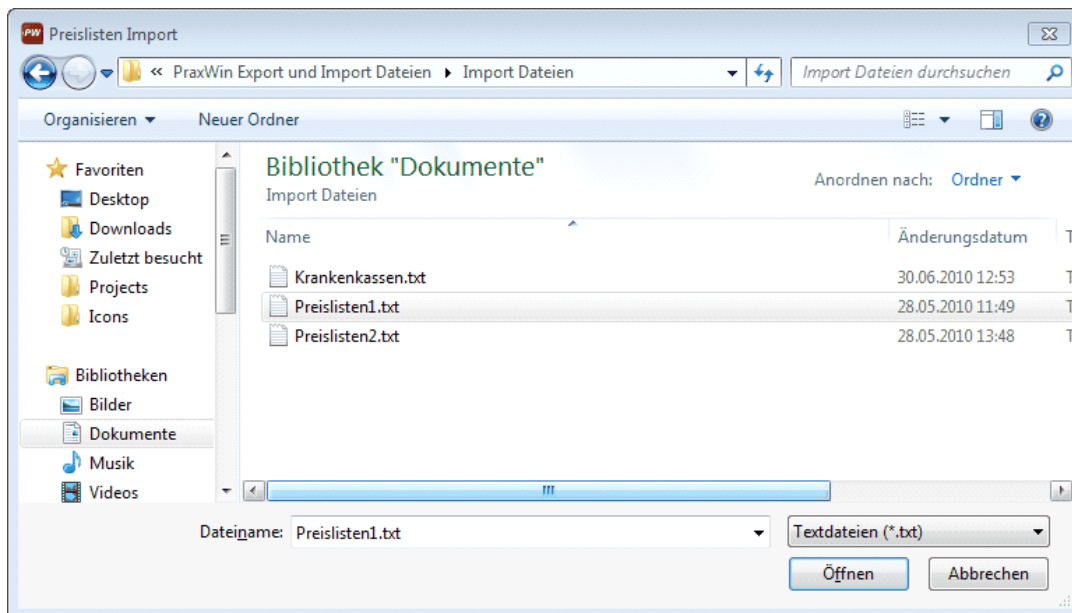 PW Preislisten Import
« PraxWin Export und Import Dateien Import Dateien Import Dateien durchsuchen
Organisieren Neuer Ordner
Favoriten
Desktop
Downloads
Zuletzt besucht
Projects
Icons
Bibliotheken
Bilder
Dokumente
Musik
Videos
Bibliothek "Dokumente"
Import Dateien
Anordnen nach: Ordner
Name Änderungsdatum T
Krankenkassen.txt 30.06.2010 12:53 T
Preislisten1.txt 28.05.2010 11:49 T
Preislisten2.txt 28.05.2010 13:48 T
Dateiname: Preislisten1.txt Textdateien (*.txt)
Öffnen Abbrechen